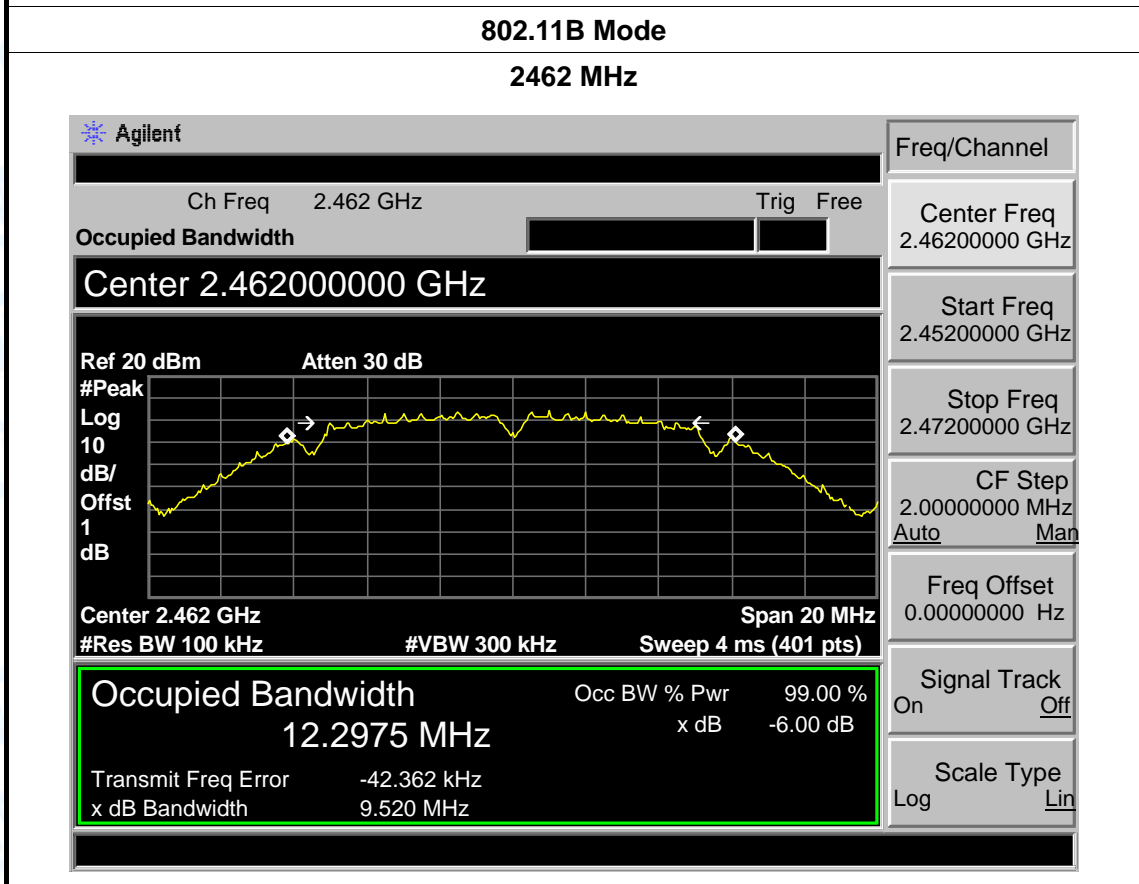 802.11B Mode
2462 MHz
Agilent
Freq/Channel
Ch Freq 2.462 GHz Trig Free
Occupied Bandwidth
Center 2.462000000 GHz
Ref 20 dBm Atten 30 dB
#Peak
Log
10
dB/
Offst
1
dB
Center 2.462 GHz Span 20 MHz
#Res BW 100 kHz #VBW 300 kHz Sweep 4 ms (401 pts)
Occupied Bandwidth
12.2975 MHz
Occ BW % Pwr 99.00 %
x dB -6.00 dB
Transmit Freq Error -42.362 kHz
x dB Bandwidth 9.520 MHz
Center Freq
2.46200000 GHz
Start Freq
2.45200000 GHz
Stop Freq
2.47200000 GHz
CF Step
2.00000000 MHz
Auto Man
Freq Offset
0.00000000 Hz
Signal Track
On Off
Scale Type
Log Lin